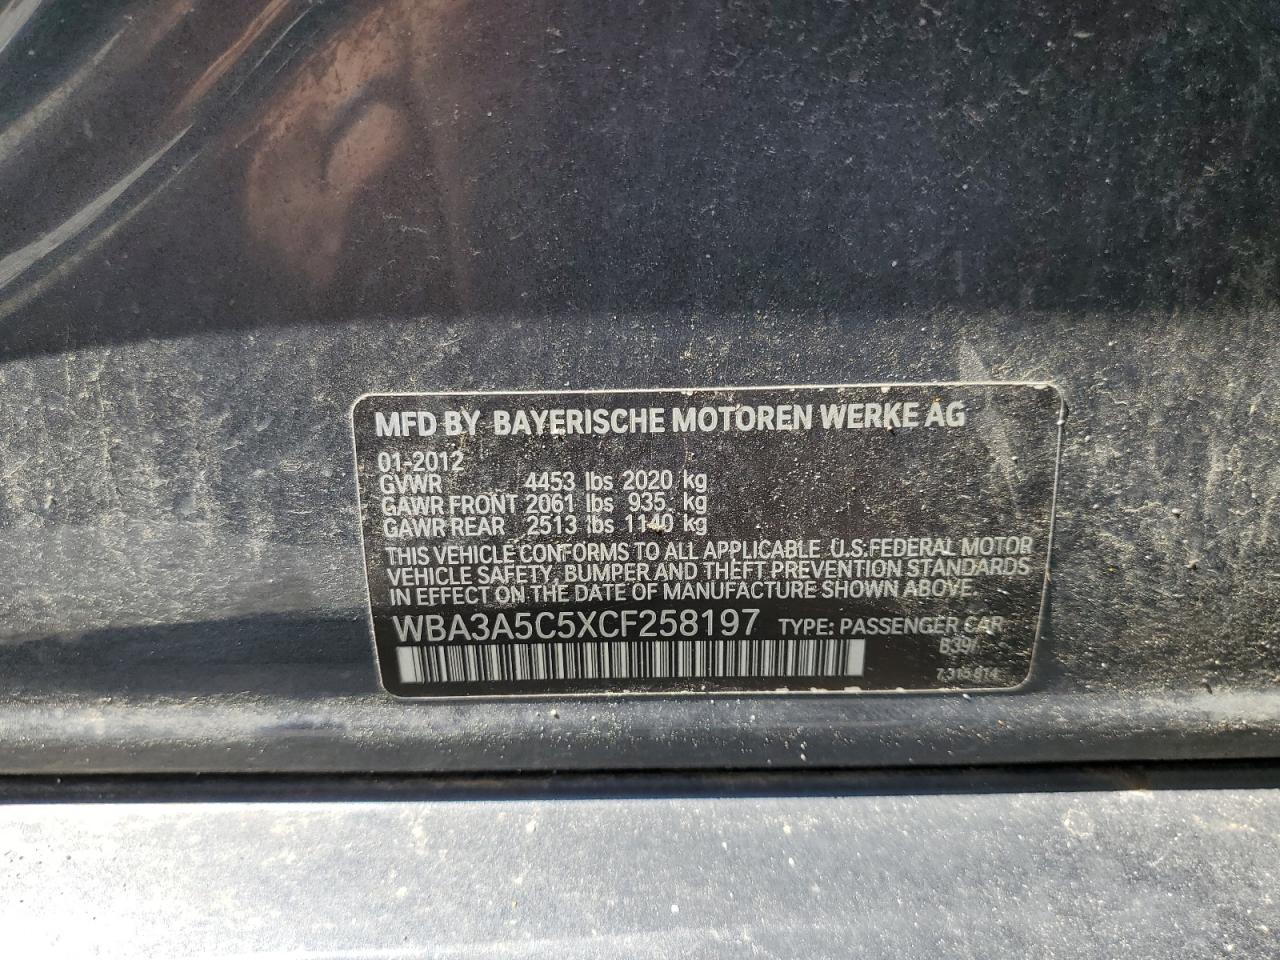 MFD BY BAYERISCHE MOTOREN WERKE AG
01-2012
GVWR 4453 lbs 2020 kg
GAWR FRONT 2061 lbs 935 kg
GAWR REAR 2513 lbs 1140 kg
THIS VEHICLE CONFORMS TO ALL APPLICABLE U.S. FEDERAL MOTOR
VEHICLE SAFETY, BUMPER AND THEFT PREVENTION STANDARDS
IN EFFECT ON THE DATE OF MANUFACTURE SHOWN ABOVE.
WBA3A5C5XCF258197 TYPE: PASSENGER CAR